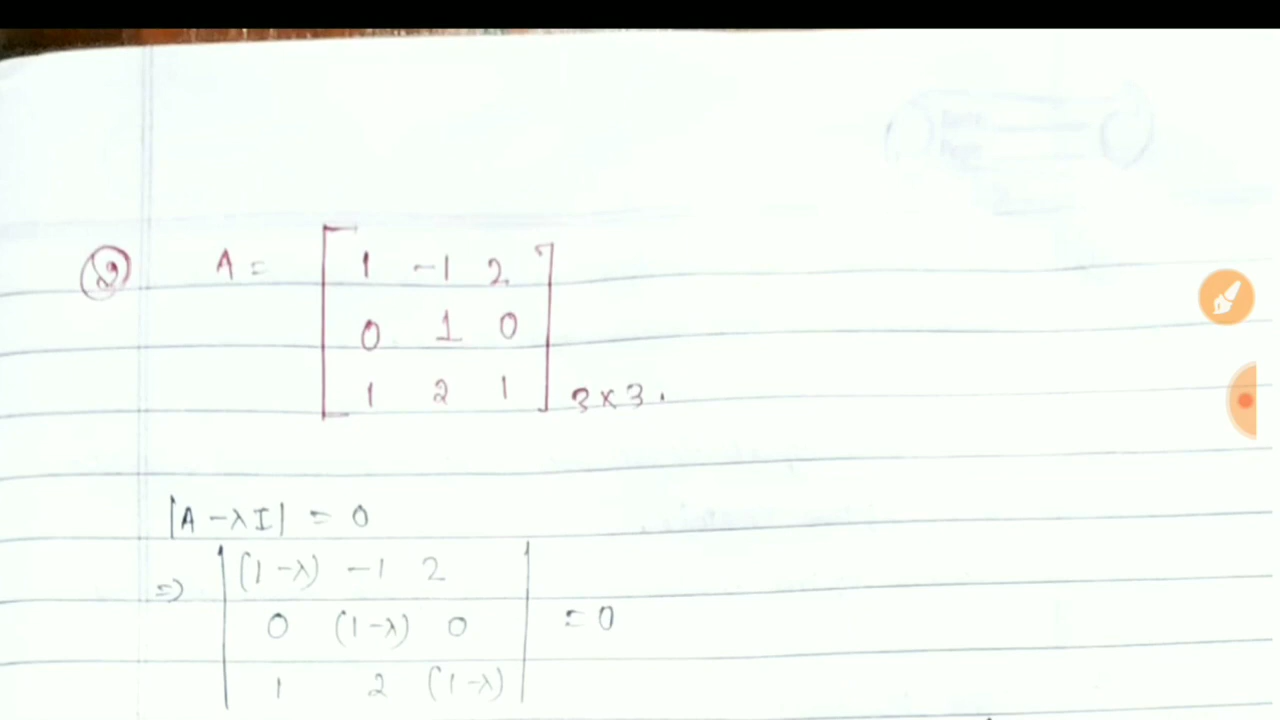 (2) A = [ 1 -1 2
0 1 0
1 2 1 ] 3×3.
|A - λI| = 0
⇒ | (1-λ) -1 2
0 (1-λ) 0 | = 0
1 2 (1-λ) |